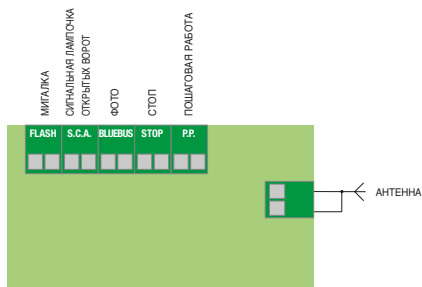 МИГАЛКА
СИГНАЛЬНАЯ ЛАМПОЧКА
ОТКРЫТЫХ ВОРОТ
ФОТО
СТОП
ПОШАГОВАЯ РАБОТА
FLASH
S.C.A.
BLUEBUS
STOP
P.P.
АНТЕННА